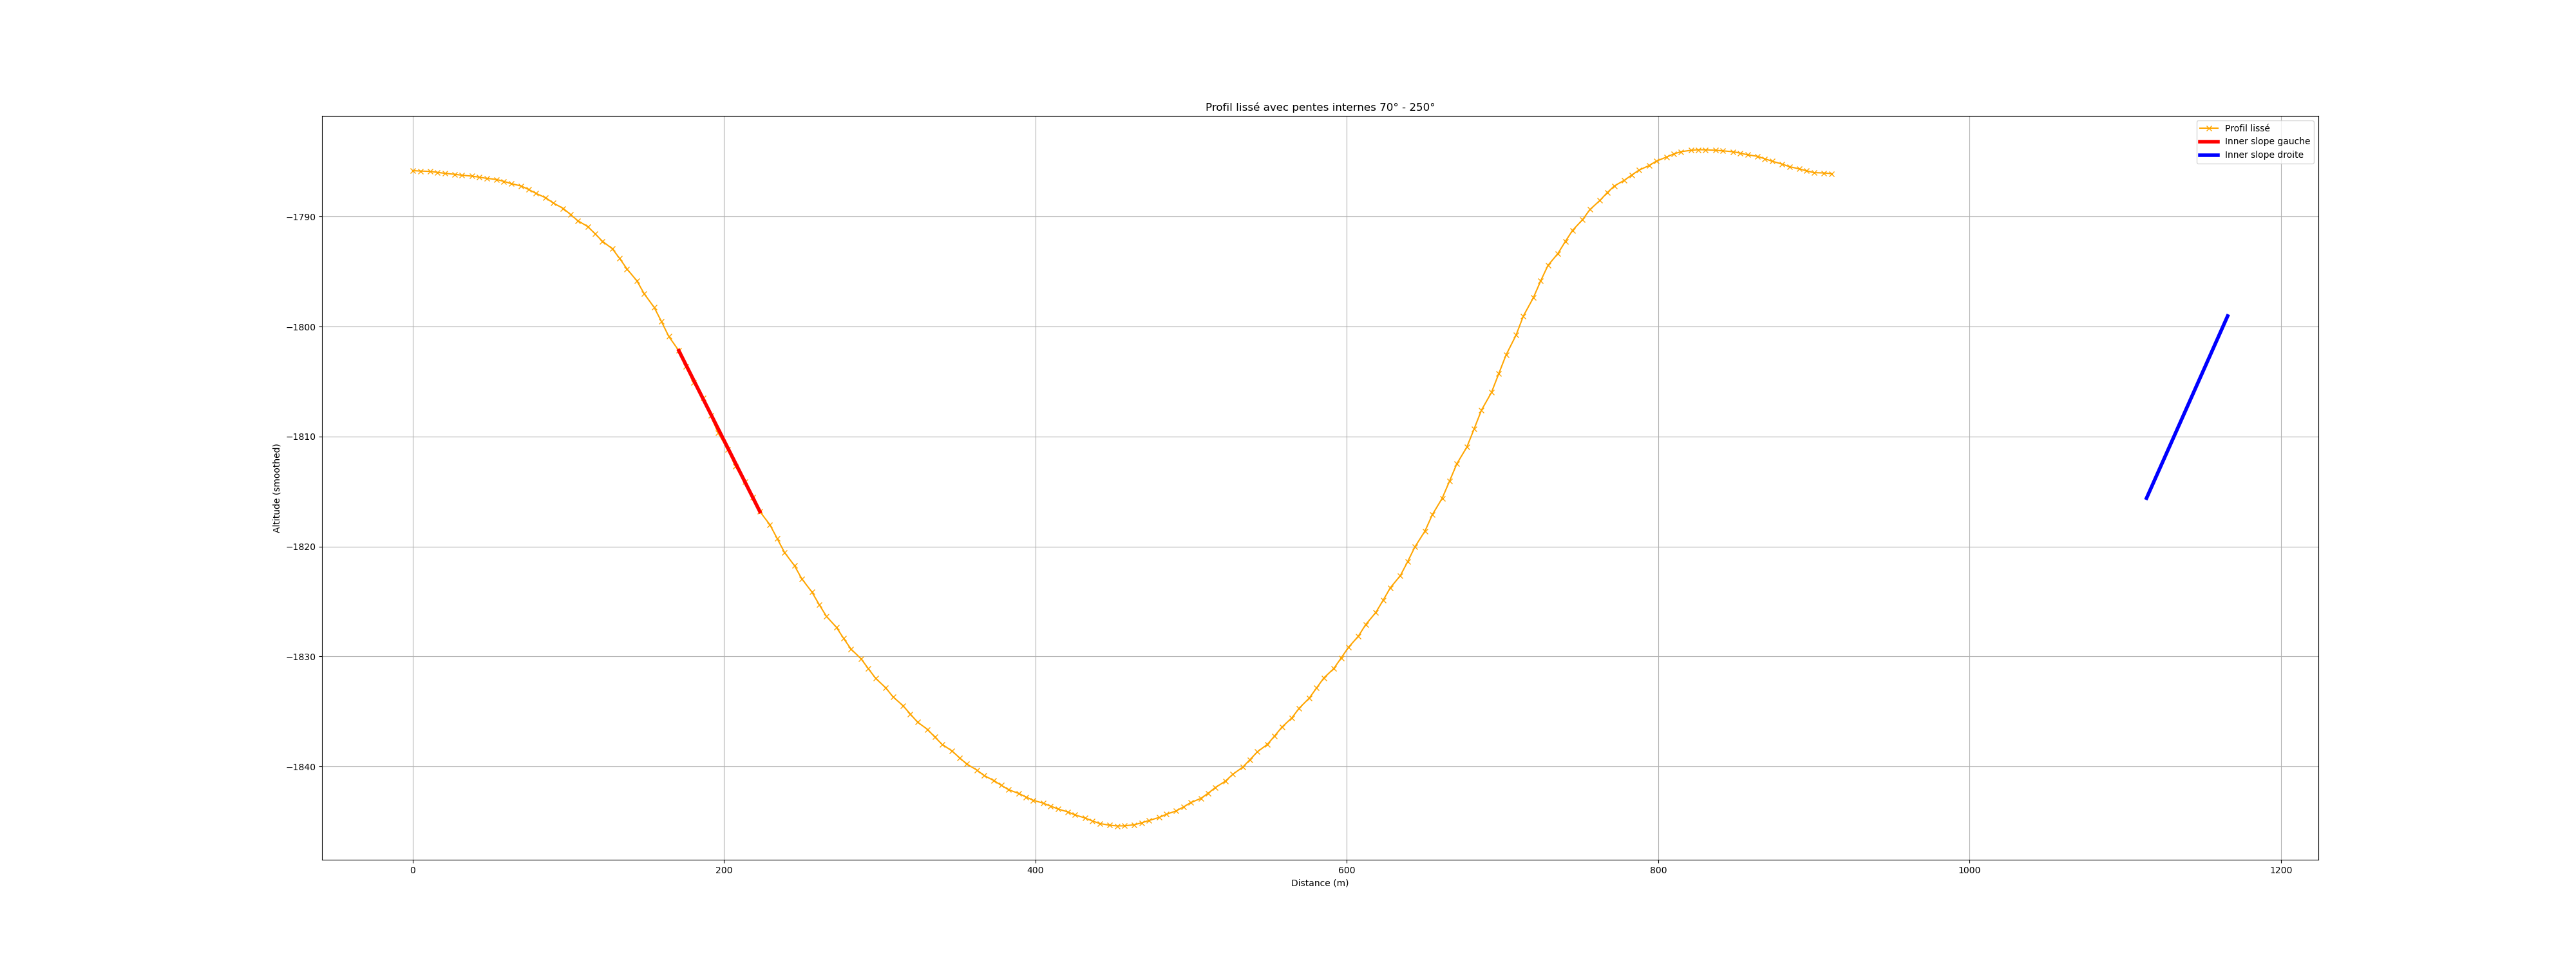 Profil lissé avec pentes internes 70° - 250°
Profil lissé
Inner slope gauche
Inner slope droite
−1790
−1800
−1810
−1820
−1830
−1840
Altitude (smoothed)
0 200 400 600 800 1000 1200
Distance (m)